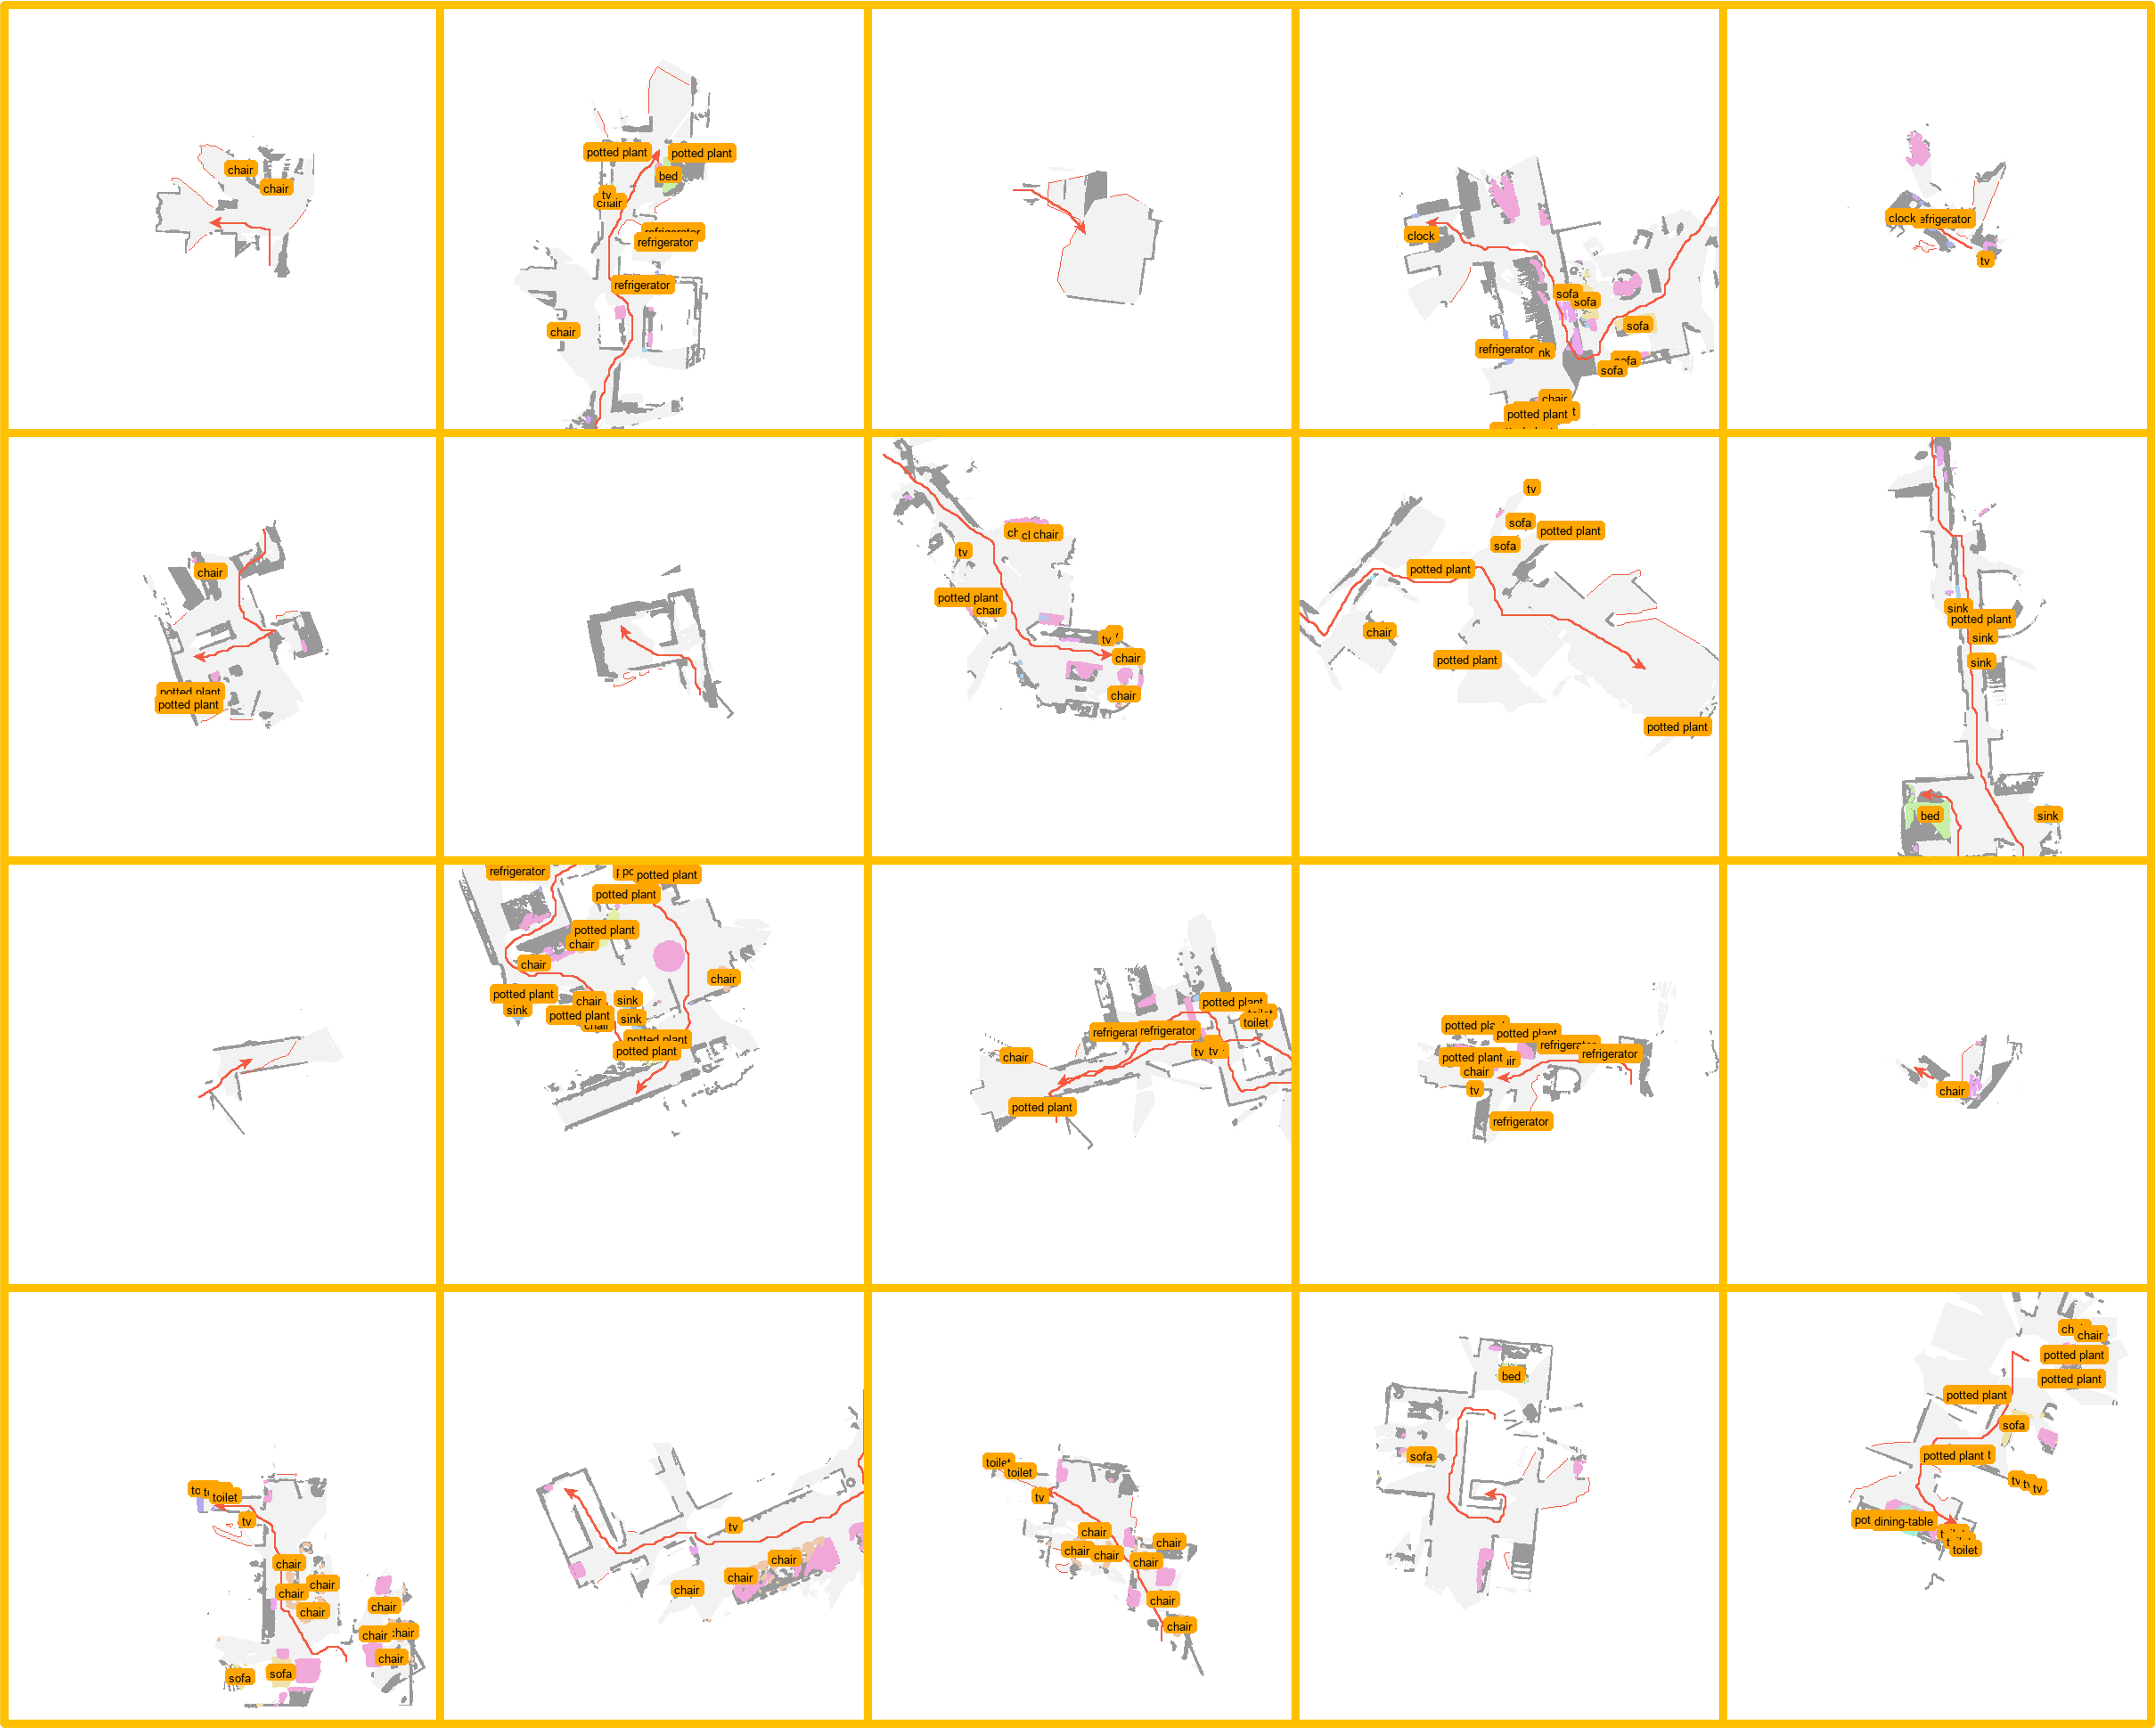 chair
chair
potted plant
potted plant
bed
tv
chair
refrigerator
refrigerator
refrigerator
chair
clock
sofa
sofa
sofa
refrigerator
sofa
sofa
chair
potted plant
clock
refrigerator
tv
chair
potted plant
potted plant
chair
tv
potted plant
chair
tv
chair
chair
tv
sofa
potted plant
sofa
potted plant
chair
potted plant
potted plant
sink
potted plant
sink
sink
bed
sink
refrigerator
potted plant
potted plant
potted plant
chair
chair
chair
potted plant
chair
sink
sink
potted plant
sink
chair
potted plant
potted plant
potted plant
toilet
toilet
refrigerator
refrigerator
tv
tv
chair
potted plant
potted plant
potted plant
refrigerator
potted plant
refrigerator
chair
tv
refrigerator
chair
toilet
tv
chair
chair
chair
chair
chair
chair
chair
chair
sofa
sofa
tv
chair
chair
chair
toilet
toilet
tv
chair
chair
chair
chair
chair
chair
chair
bed
sofa
chair
potted plant
potted plant
potted plant
sofa
potted plant
tv
tv
tv
dining-table
toilet